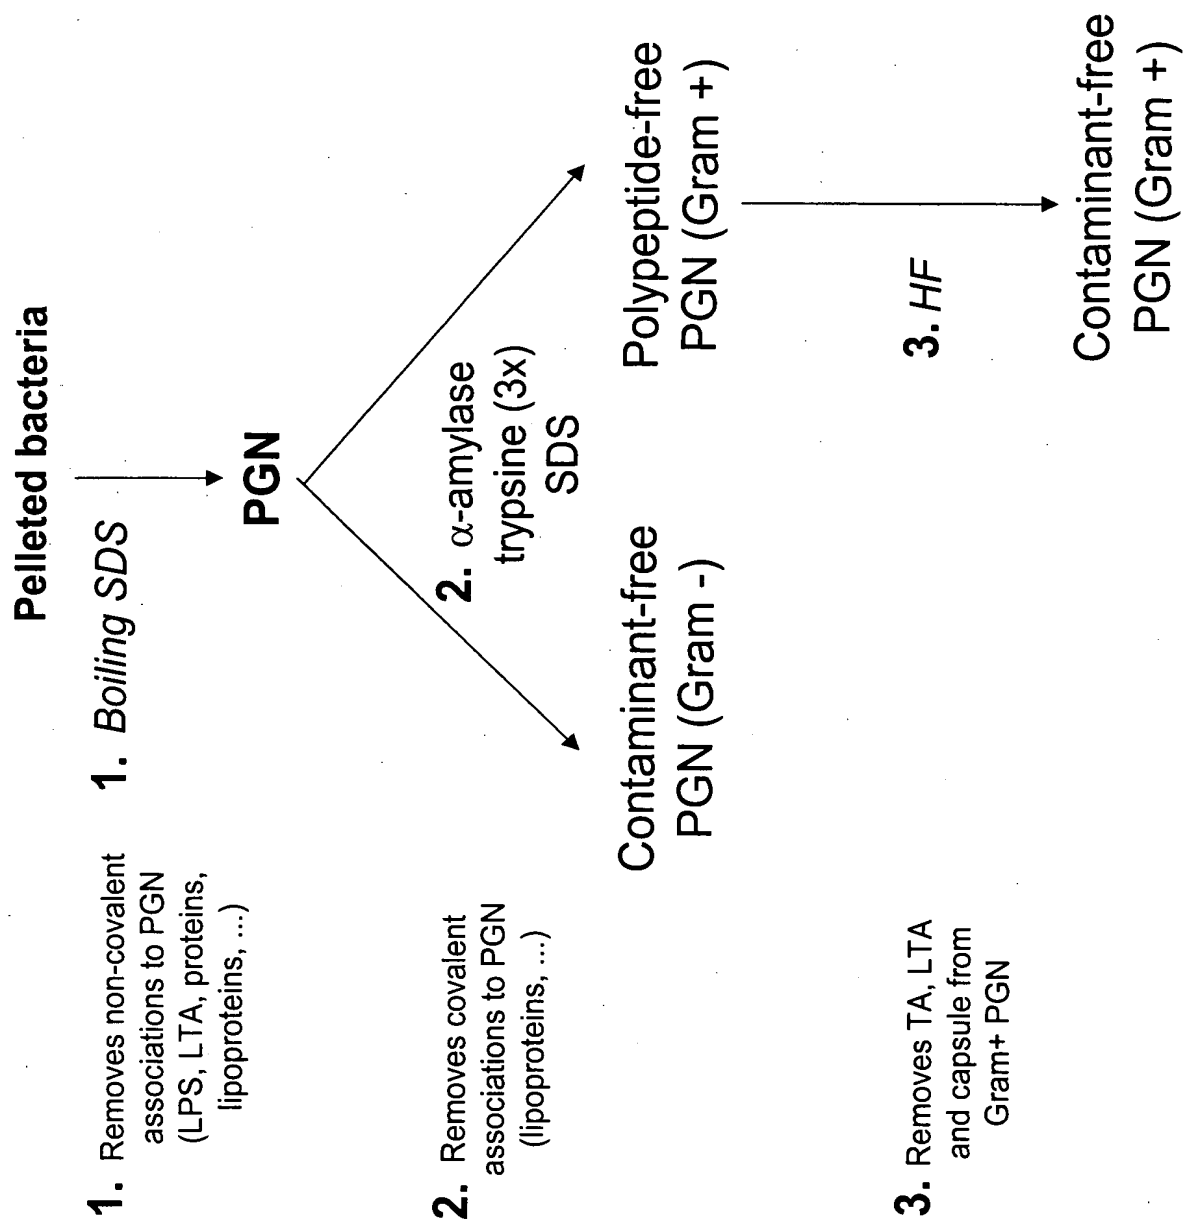 Pelleted bacteria
1. Removes non-covalent
associations to PGN
(LPS, LTA, proteins,
lipoproteins, ...)
1. Boiling SDS
PGN
2. Removes covalent
associations to PGN
(lipoproteins, ...)
2. α-amylase
trypsine (3x)
SDS
Contaminant-free
PGN (Gram -)
Polypeptide-free
PGN (Gram +)
3. Removes TA, LTA
and capsule from
Gram+ PGN
3. HF
Contaminant-free
PGN (Gram +)